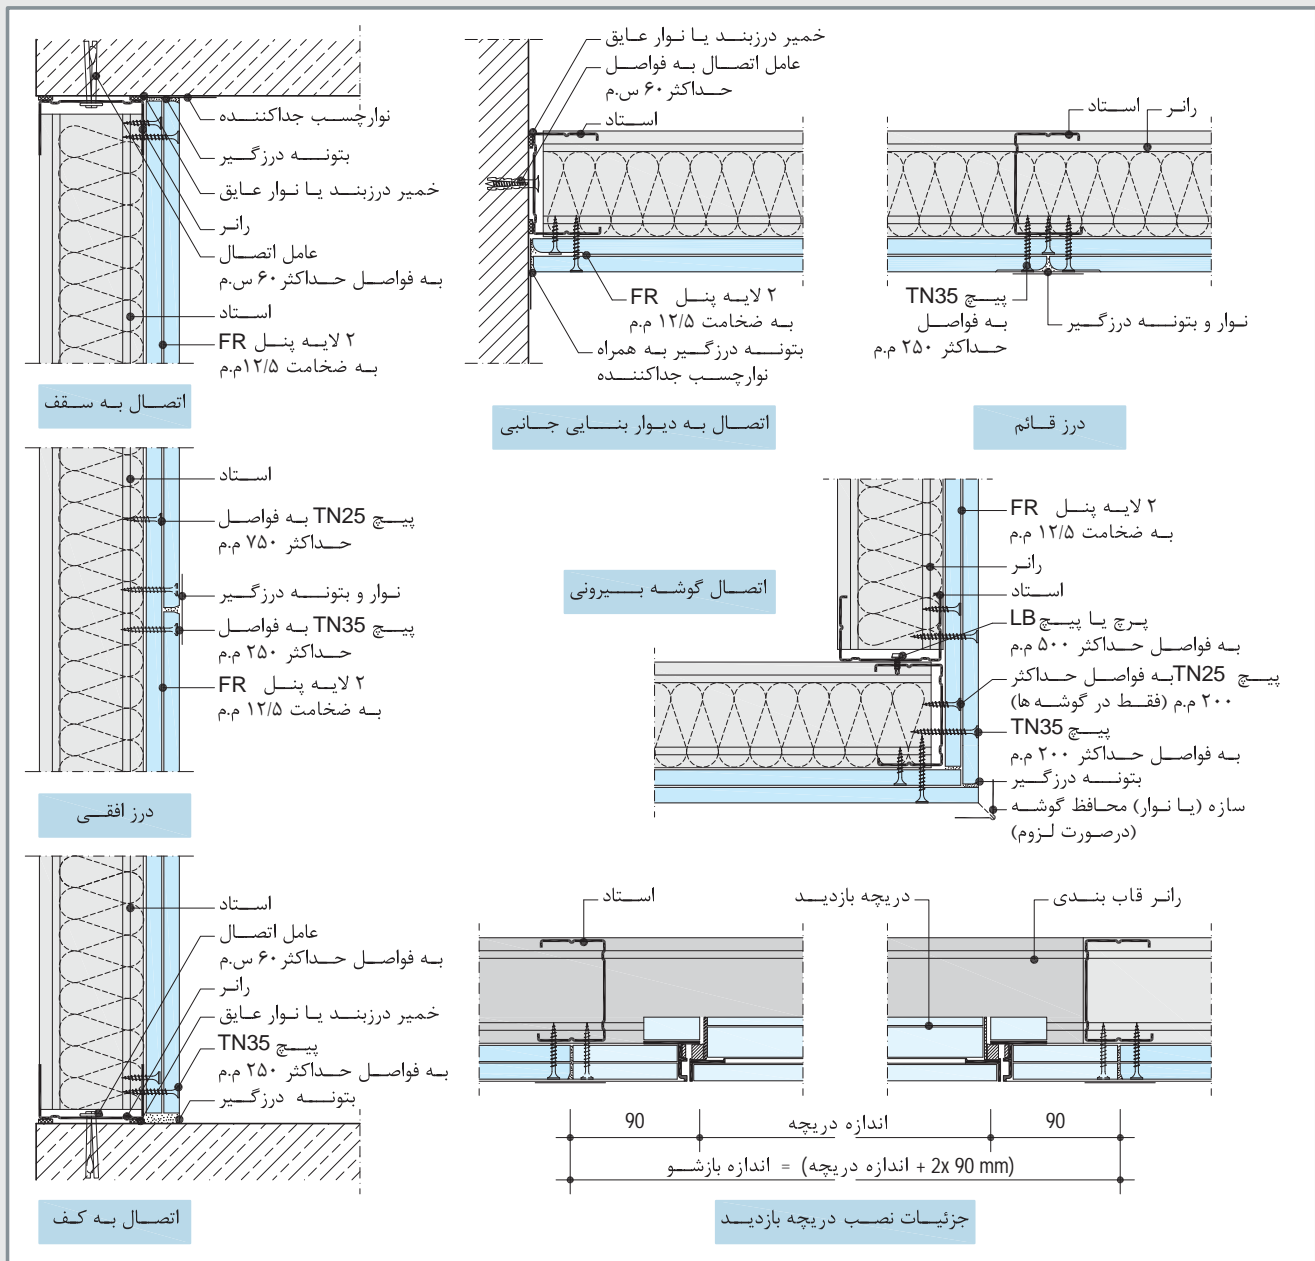 نوارچسب جداکننده
بتونه درزگیر
خمیر درزبند یا نوار عایق
رانر
عامل اتصال
به فواصل حداکثر ۶۰ س.م
استاد
۲ لایه پنل FR
به ضخامت ۱۲/۵م.م
اتصال به سقف
خمیر درزبند یا نوار عایق
عامل اتصال به فواصل
حداکثر ۶۰ س.م
استاد
۲ لایه پنل FR
به ضخامت ۱۲/۵ م.م
بتونه درزگیر به همراه
نوارچسب جداکننده
اتصال به دیوار بنایی جانبی
رانر
استاد
پیچ TN35
به فواصل
حداکثر ۲۵۰ م.م
نوار و بتونه درزگیر
درز قائم
استاد
پیچ TN25 به فواصل
حداکثر ۷۵۰ م.م
نوار و بتونه درزگیر
پیچ TN35 به فواصل
حداکثر ۲۵۰ م.م
۲ لایه پنل FR
به ضخامت ۱۲/۵ م.م
درز افقی
۲ لایه پنل FR
به ضخامت ۱۲/۵ م.م
رانر
استاد
پرچ یا پیچ LB
به فواصل حداکثر ۵۰۰ م.م
پیچ TN25 به فواصل حداکثر
۲۰۰ م.م (فقط در گوشه ها)
پیچ TN35
به فواصل حداکثر ۲۰۰ م.م
بتونه درزگیر
سازه (یا نوار) محافظ گوشه
(درصورت لزوم)
اتصال گوشه بیرونی
استاد
عامل اتصال
به فواصل حداکثر ۶۰ س.م
رانر
خمیر درزبند یا نوار عایق
پیچ TN35
به فواصل حداکثر ۲۵۰ م.م
بتونه درزگیر
اتصال به کف
رانر قاب بندی
دریچه بازدید
استاد
90
اندازه دریچه
90
اندازه بازشو = (اندازه دریچه + 2x 90 mm)
جزئیات نصب دریچه بازدید